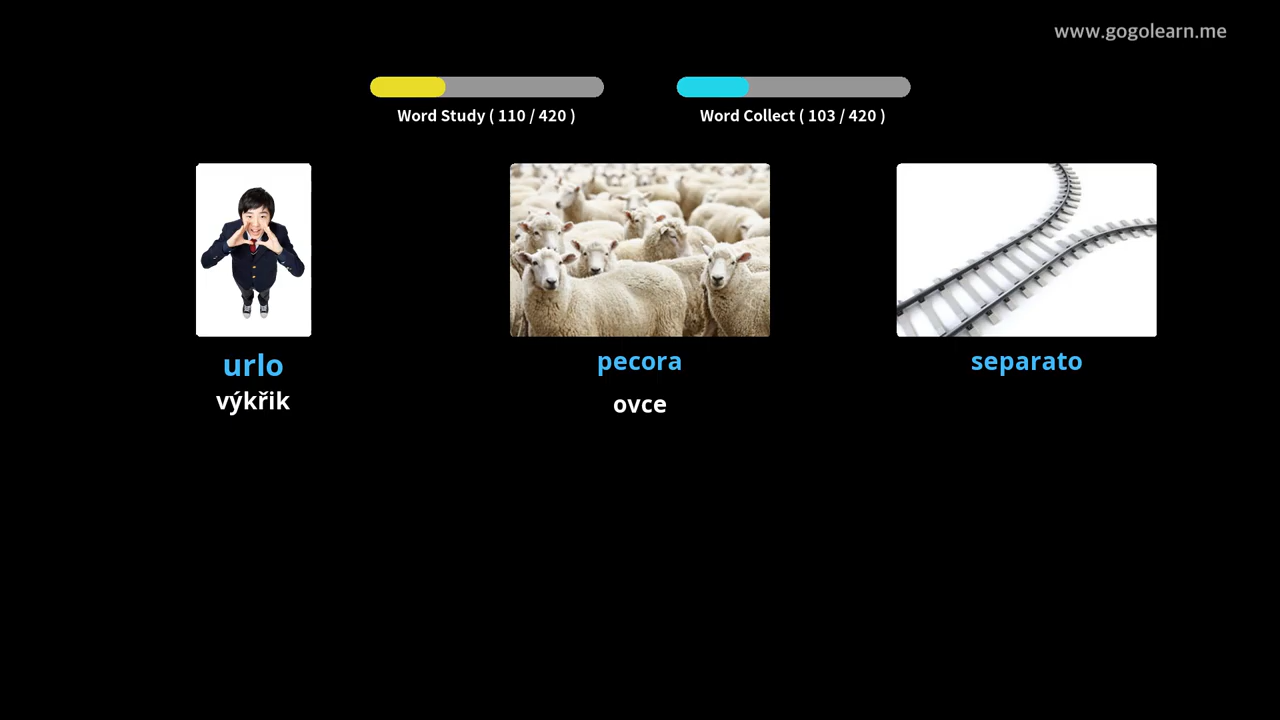 www.gogolearn.me
Word Study ( 110 / 420 )
Word Collect ( 103 / 420 )
urlo
výkřik
pecora
ovce
separato